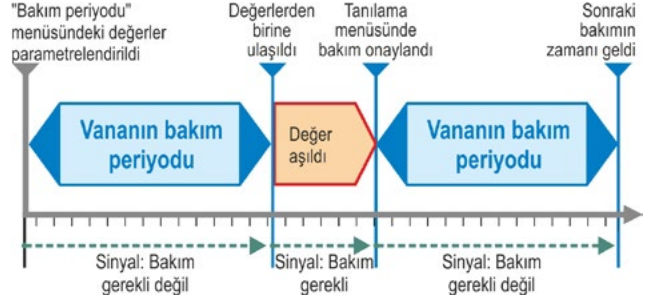 "Bakım periyodu"
menüsündeki değerler
parametrelendirildi
Değerlerden
birine
ulaşıldı
Tanılama
menüsünde
bakım onaylandı
Sonraki
bakımın
zamanı geldi
Vananın bakım
periyodu
Değer
aşıldı
Vananın bakım
periyodu
Sinyal: Bakım
gerekli değil
Sinyal: Bakım
gerekli
Sinyal: Bakım
gerekli değil